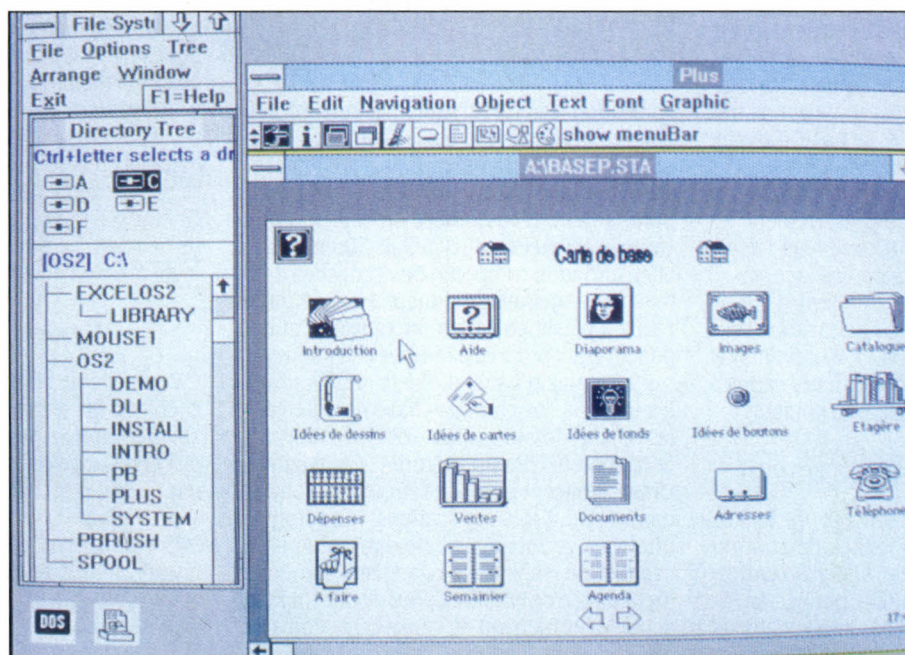 File Syst
File Options Tree
Arrange Window
Exit F1=Help
Directory Tree
Ctrl+letter selects a dr
A C
D E
F
[OS2] C:\
EXCELOS2
LIBRARY
MOUSE1
OS2
DEMO
DLL
INSTALL
INTRO
PB
PLUS
SYSTEM
PBRUSH
SPOOL
DOS
Plus
File Edit Navigation Object Text Font Graphic
show menuBar
A:\BASEP.STA
? Carte de base
Introduction Aide Diaporama Images Catalogue
Idées de dessins Idées de cartes Idées de fonds Idées de boutons Etagère
Dépenses Ventes Documents Adresses Téléphone
A faire Semainier Agenda